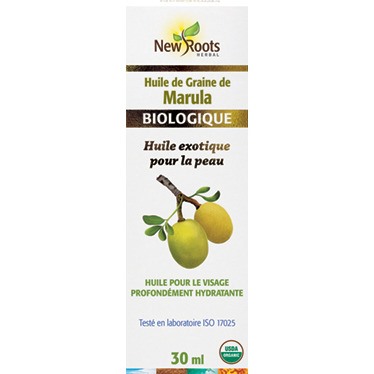 New Roots
HERBAL
Huile de Graine de
Marula
BIOLOGIQUE
Huile exotique
pour la peau
HUILE POUR LE VISAGE
PROFONDÉMENT HYDRATANTE
Testé en laboratoire ISO 17025
USDA
ORGANIC
30 ml